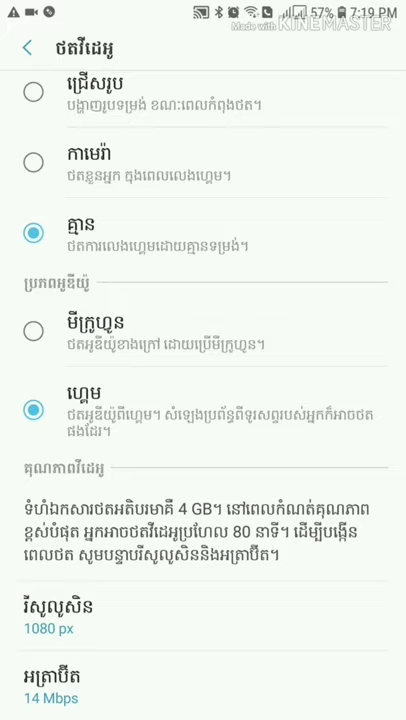 57% 7:19 PM
Made with KINEMASTER
ថតវីដេអូ
ជ្រើសរូប
បង្ហាញរូបទម្រង់ ខណៈពេលកំពុងថត។
កាមេរ៉ា
ថតខ្លួនអ្នក ក្នុងពេលលេងហ្គេម។
គ្មាន
ថតការលេងហ្គេមដោយគ្មានទម្រង់។
ប្រភពអូឌីយ៉ូ
មីក្រូហ្វូន
ថតអូឌីយ៉ូខាងក្រៅ ដោយប្រើមីក្រូហ្វូន។
ហ្គេម
ថតអូឌីយ៉ូពីហ្គេម។ សំឡេងប្រព័ន្ធពីទូរសព្ទរបស់អ្នកក៏អាចថត
ផងដែរ។
គុណភាពវីដេអូ
ទំហំឯកសារថតអតិបរមាគឺ 4 GB។ នៅពេលកំណត់គុណភាព
ខ្ពស់បំផុត អ្នកអាចថតវីដេអូប្រហែល 80 នាទី។ ដើម្បីបង្កើន
ពេលថត សូមបន្ទាបរីសូលូសិននិងអត្រាប៊ីត។
រីសូលូសិន
1080 px
អត្រាប៊ីត
14 Mbps